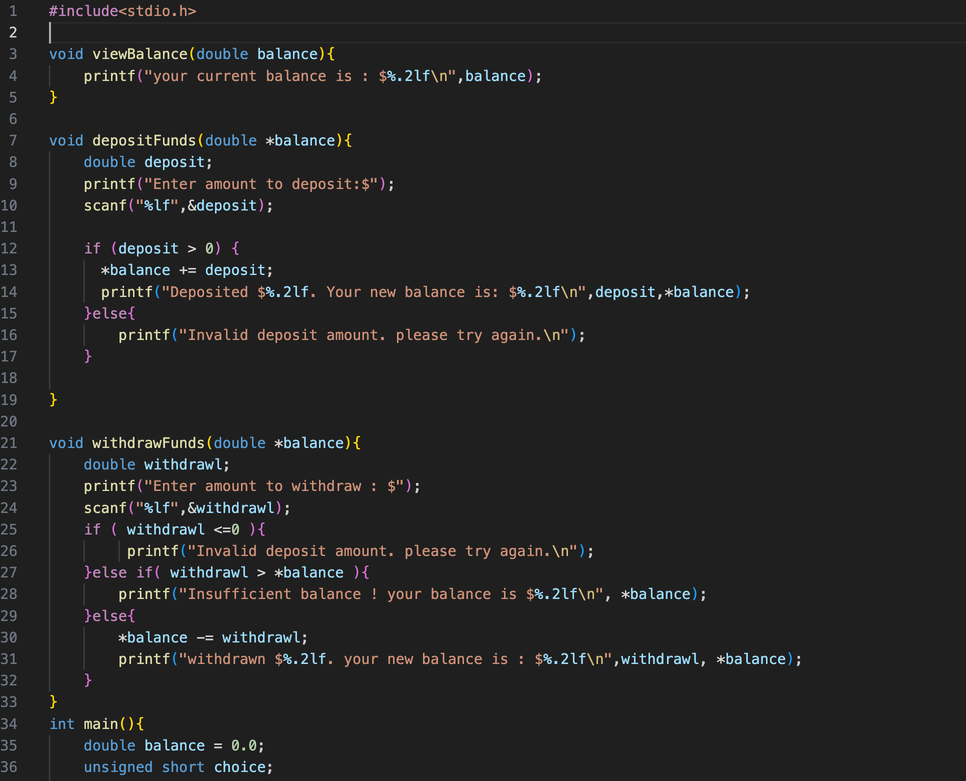 1 #include<stdio.h>
2
3 void viewBalance(double balance){
4     printf("your current balance is : $%.2lf\n",balance);
5 }
6
7 void depositFunds(double *balance){
8     double deposit;
9     printf("Enter amount to deposit:$");
10     scanf("%lf",&deposit);
11
12     if (deposit > 0) {
13       *balance += deposit;
14       printf("Deposited $%.2lf. Your new balance is: $%.2lf\n",deposit,*balance);
15     }else{
16         printf("Invalid deposit amount. please try again.\n");
17     }
18
19 }
20
21 void withdrawFunds(double *balance){
22     double withdrawl;
23     printf("Enter amount to withdraw : $");
24     scanf("%lf",&withdrawl);
25     if ( withdrawl <=0 ){
26          printf("Invalid deposit amount. please try again.\n");
27     }else if( withdrawl > *balance ){
28         printf("Insufficient balance ! your balance is $%.2lf\n", *balance);
29     }else{
30         *balance -= withdrawl;
31         printf("withdrawn $%.2lf. your new balance is : $%.2lf\n",withdrawl, *balance);
32     }
33 }
34 int main(){
35     double balance = 0.0;
36     unsigned short choice;